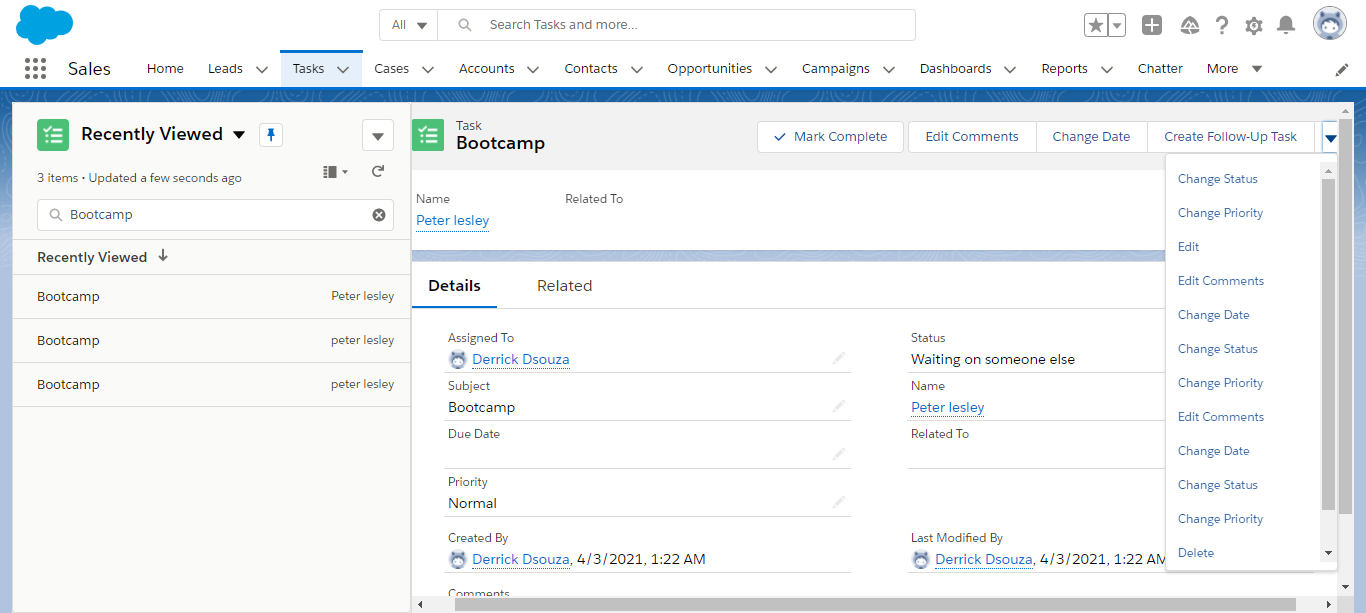 All
Search Tasks and more...
Sales
Home
Leads
Tasks
Cases
Accounts
Contacts
Opportunities
Campaigns
Dashboards
Reports
Chatter
More
Recently Viewed
3 items • Updated a few seconds ago
Bootcamp
Recently Viewed
Bootcamp Peter lesley
Bootcamp peter lesley
Bootcamp peter lesley
Task
Bootcamp
Mark Complete
Edit Comments
Change Date
Create Follow-Up Task
Name
Peter lesley
Related To
Details
Related
Assigned To
Derrick Dsouza
Subject
Bootcamp
Due Date
Priority
Normal
Created By
Derrick Dsouza, 4/3/2021, 1:22 AM
Comments
Status
Waiting on someone else
Name
Peter lesley
Related To
Last Modified By
Derrick Dsouza, 4/3/2021, 1:22 AM
Change Status
Change Priority
Edit
Edit Comments
Change Date
Change Status
Change Priority
Edit Comments
Change Date
Change Status
Change Priority
Delete